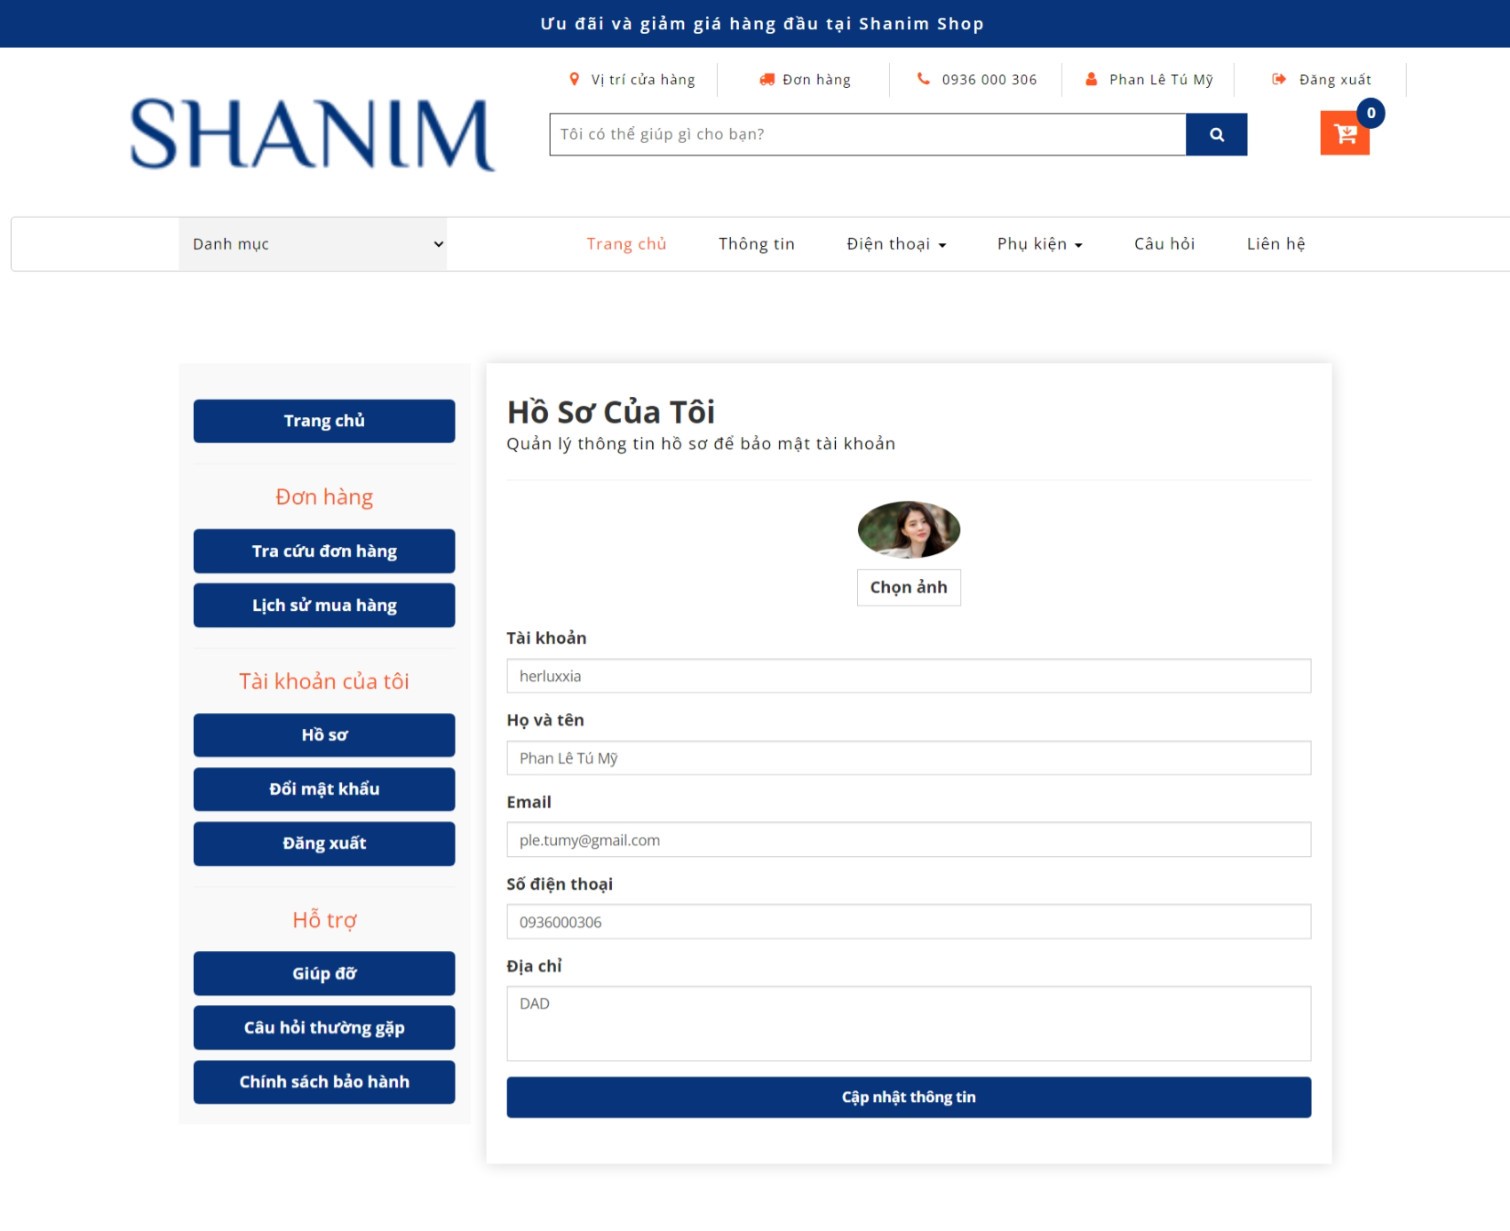 Ưu đãi và giảm giá hàng đầu tại Shanim Shop
Vị trí cửa hàng
Đơn hàng
0936 000 306
Phan Lê Tú Mỹ
Đăng xuất
SHANIM
Tôi có thể giúp gì cho bạn?
0
Danh mục
Trang chủ
Thông tin
Điện thoại
Phụ kiện
Câu hỏi
Liên hệ
Trang chủ
Đơn hàng
Tra cứu đơn hàng
Lịch sử mua hàng
Tài khoản của tôi
Hồ sơ
Đổi mật khẩu
Đăng xuất
Hỗ trợ
Giúp đỡ
Câu hỏi thường gặp
Chính sách bảo hành
Hồ Sơ Của Tôi
Quản lý thông tin hồ sơ để bảo mật tài khoản
Chọn ảnh
Tài khoản
herluxxia
Họ và tên
Phan Lê Tú Mỹ
Email
ple.tumy@gmail.com
Số điện thoại
0936000306
Địa chỉ
DAD
Cập nhật thông tin